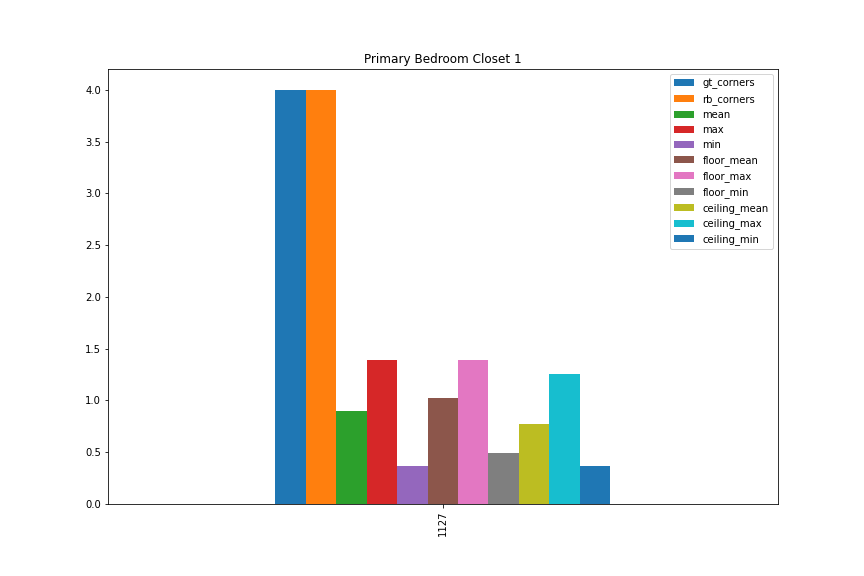 Primary Bedroom Closet 1
4.0
3.5
3.0
2.5
2.0
1.5
1.0
0.5
0.0
1127
gt_corners
rb_corners
mean
max
min
floor_mean
floor_max
floor_min
ceiling_mean
ceiling_max
ceiling_min